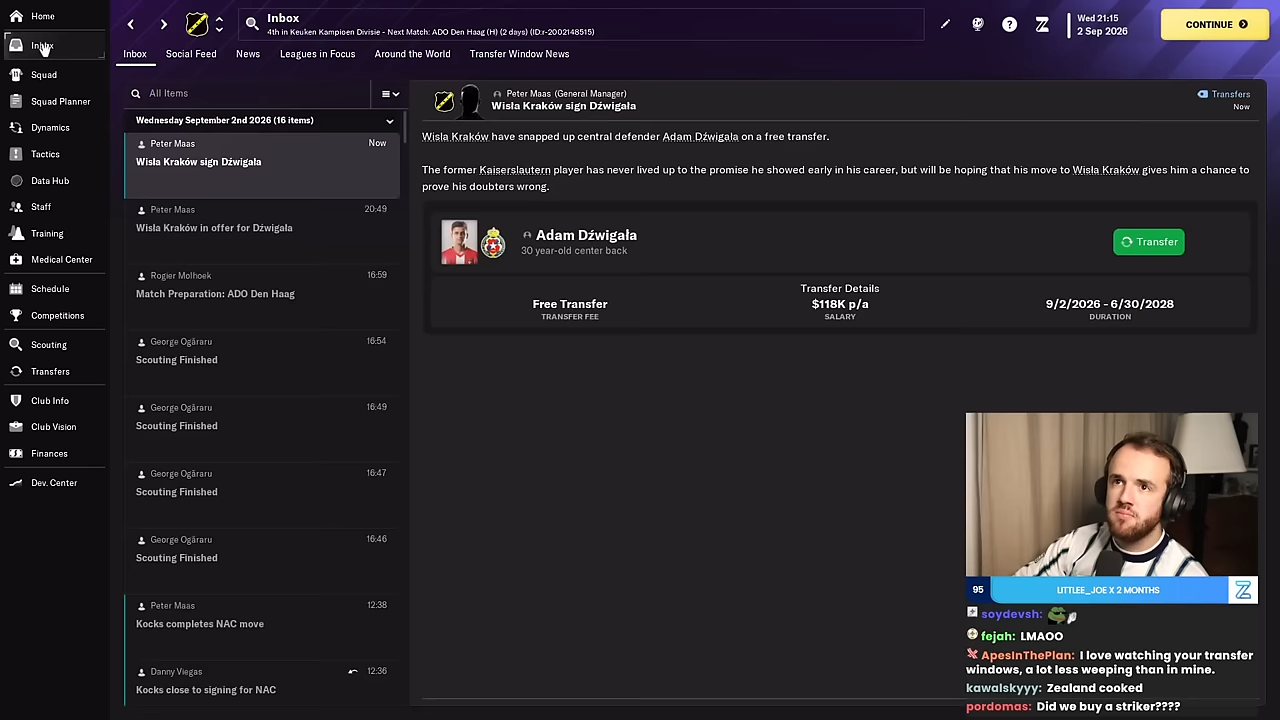 Home
Inbox
Squad
Squad Planner
Dynamics
Tactics
Data Hub
Staff
Training
Medical Center
Schedule
Competitions
Scouting
Transfers
Club Info
Club Vision
Finances
Dev. Center
Inbox
4th in Keuken Kampioen Divisie - Next Match: ADO Den Haag (H) (2 days) (ID:r-2002148515)
Wed 21:15
2 Sep 2026
CONTINUE
Inbox
Social Feed
News
Leagues in Focus
Around the World
Transfer Window News
All Items
Wednesday September 2nd 2026 (16 items)
Peter Maas
Now
Wisła Kraków sign Dźwigała
Peter Maas
20:49
Wisła Kraków in offer for Dźwigała
Rogier Molhoek
16:59
Match Preparation: ADO Den Haag
George Ogăraru
16:54
Scouting Finished
George Ogăraru
16:49
Scouting Finished
George Ogăraru
16:47
Scouting Finished
George Ogăraru
16:46
Scouting Finished
Peter Maas
12:38
Kocks completes NAC move
Danny Viegas
12:36
Kocks close to signing for NAC
Peter Maas (General Manager)
Wisła Kraków sign Dźwigała
Transfers
Now
Wisła Kraków have snapped up central defender Adam Dźwigała on a free transfer.
The former Kaiserslautern player has never lived up to the promise he showed early in his career, but will be hoping that his move to Wisła Kraków gives him a chance to
prove his doubters wrong.
Adam Dźwigała
30 year-old center back
Transfer
Transfer Details
Free Transfer
TRANSFER FEE
$118K p/a
SALARY
9/2/2026 - 6/30/2028
DURATION
95
LITTLEE_JOE X 2 MONTHS
Z
soydevsh:
fejah: LMAOO
ApesInThePlan: I love watching your transfer
windows, a lot less weeping than in mine.
kawalskyyy: Zealand cooked
pordomas: Did we buy a striker????